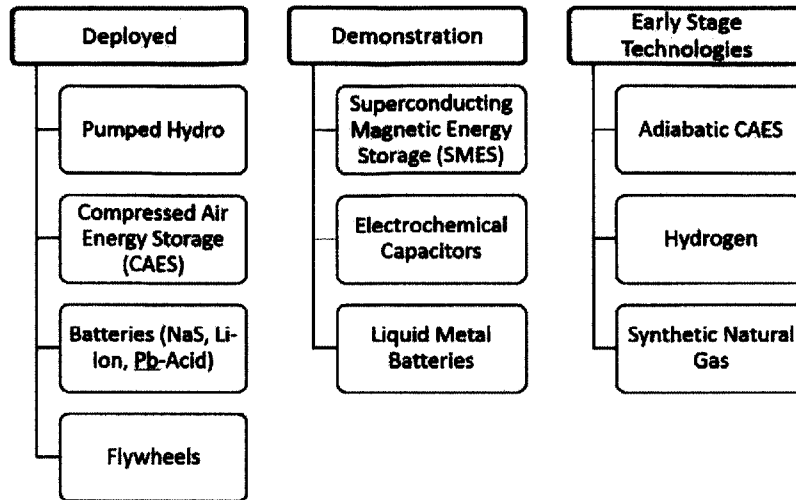 Deployed
Pumped Hydro
Compressed Air
Energy Storage
(CAES)
Batteries (NaS, Li-
ion, Pb-Acid)
Flywheels
Demonstration
Superconducting
Magnetic Energy
Storage (SMES)
Electrochemical
Capacitors
Liquid Metal
Batteries
Early Stage
Technologies
Adiabatic CAES
Hydrogen
Synthetic Natural
Gas